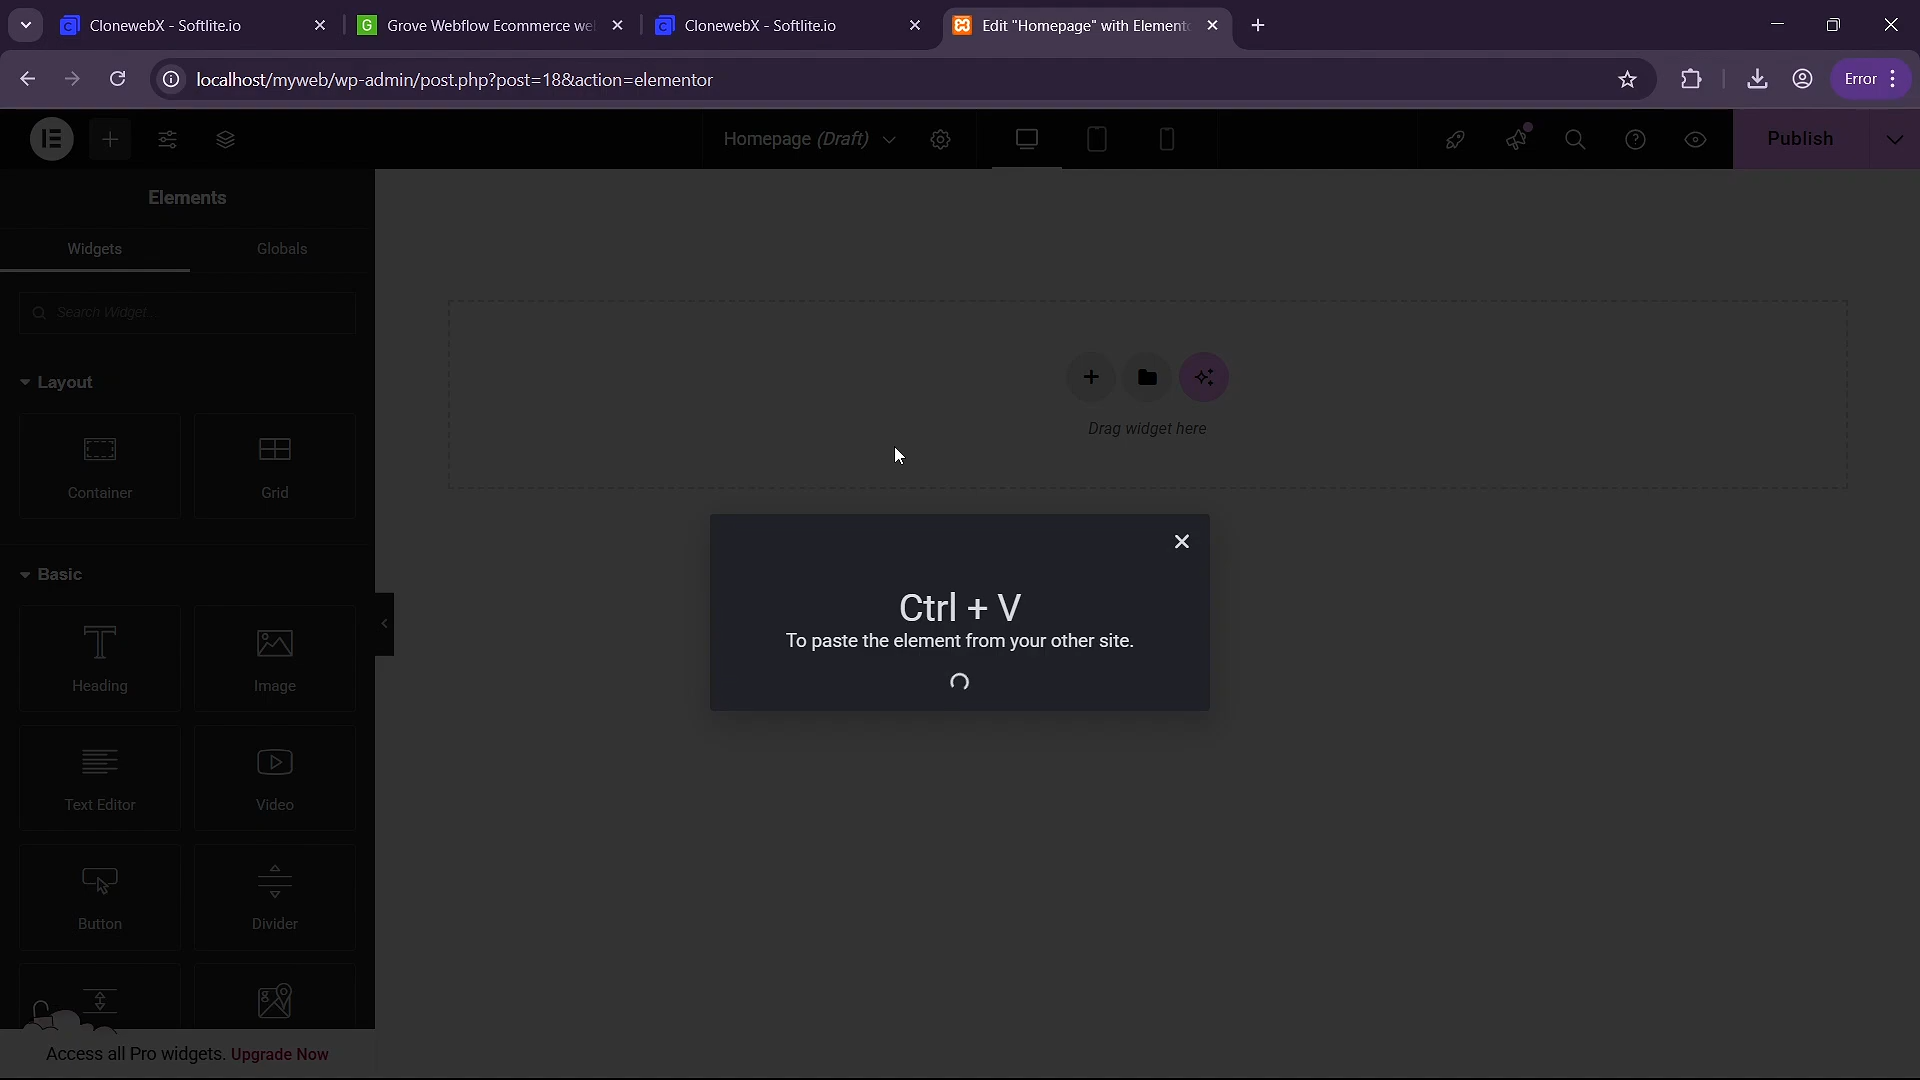 ClonewebX - Softlite.io
Grove Webflow Ecommerce we
ClonewebX - Softlite.io
Edit "Homepage" with Element
localhost/myweb/wp-admin/post.php?post=18&action=elementor
Error
Homepage (Draft)
Publish
Elements
Widgets
Globals
Search Widget...
Layout
Container
Grid
Basic
Heading
Image
Text Editor
Video
Button
Divider
Access all Pro widgets. Upgrade Now
Drag widget here
Ctrl + V
To paste the element from your other site.